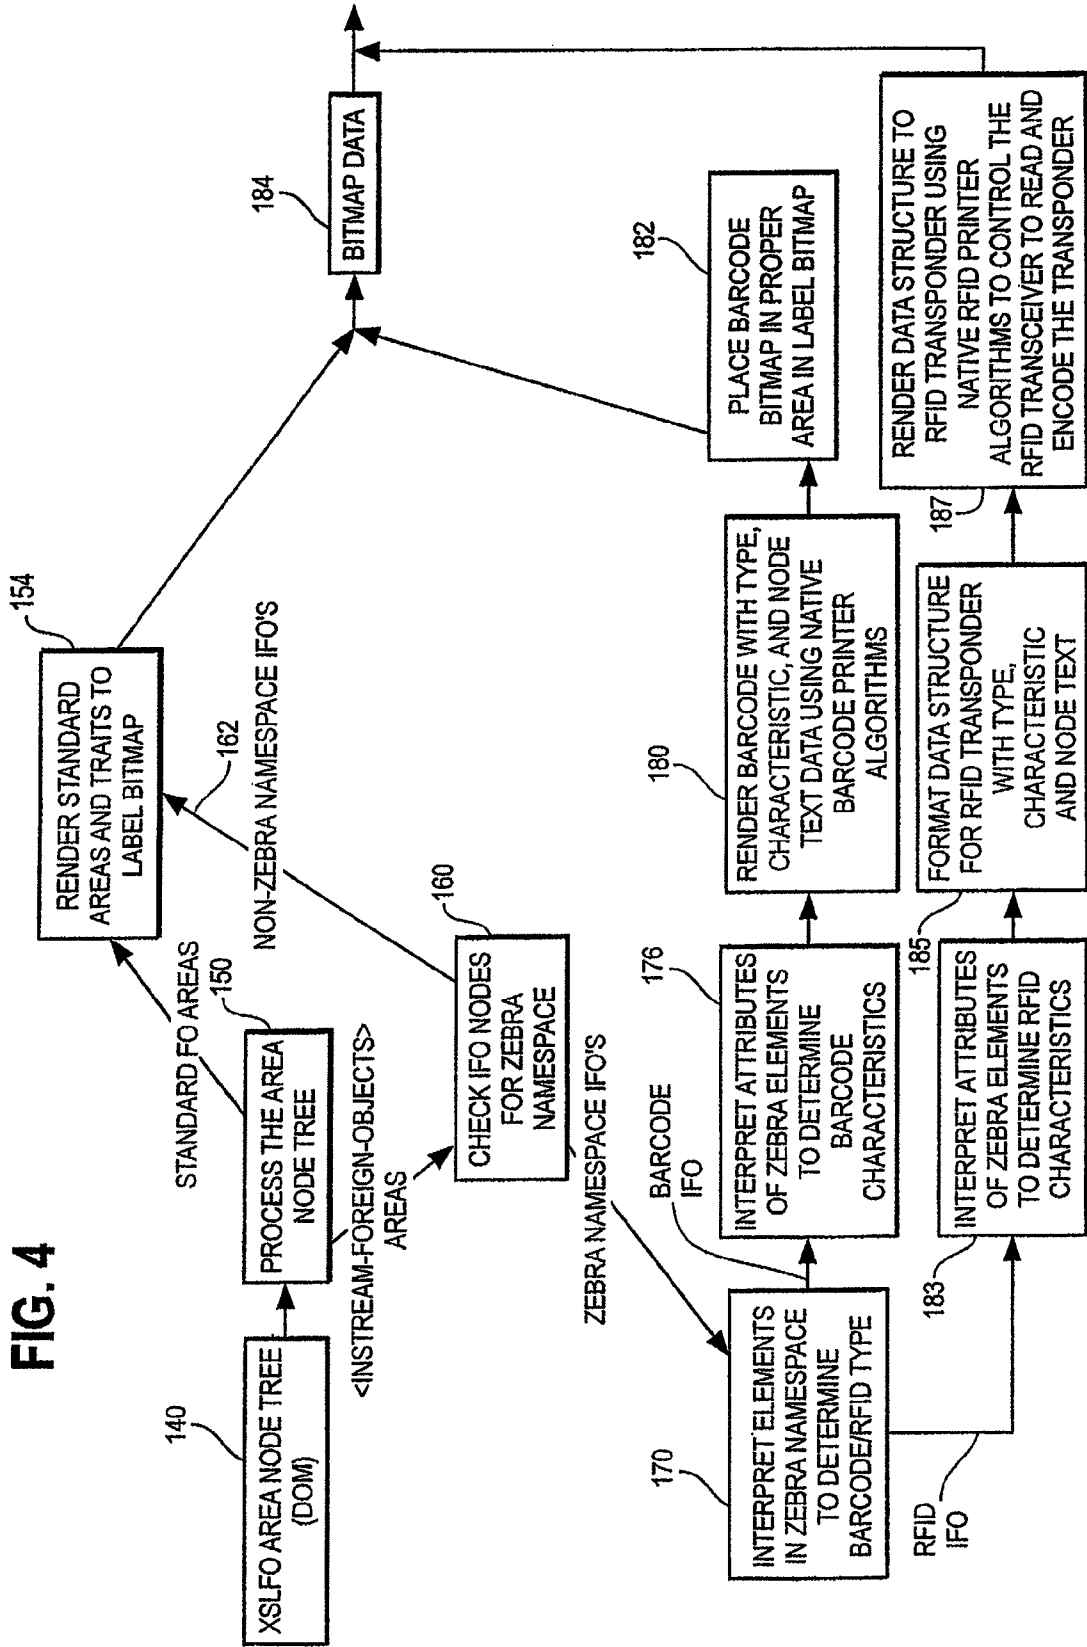 FIG. 4
140
XSLFO AREA NODE TREE
(DOM)
150
PROCESS THE AREA
NODE TREE
STANDARD FO AREAS
154
RENDER STANDARD
AREAS AND TRAITS TO
LABEL BITMAP
<INSTREAM-FOREIGN-OBJECTS>
AREAS
160
CHECK IFO NODES
FOR ZEBRA
NAMESPACE
162
NON-ZEBRA NAMESPACE IFO'S
ZEBRA NAMESPACE IFO'S
170
INTERPRET ELEMENTS
IN ZEBRA NAMESPACE
TO DETERMINE
BARCODE/RFID TYPE
BARCODE
IFO
176
INTERPRET ATTRIBUTES
OF ZEBRA ELEMENTS
TO DETERMINE
BARCODE
CHARACTERISTICS
180
RENDER BARCODE WITH TYPE,
CHARACTERISTIC, AND NODE
TEXT DATA USING NATIVE
BARCODE PRINTER
ALGORITHMS
182
PLACE BARCODE
BITMAP IN PROPER
AREA IN LABEL BITMAP
184
BITMAP DATA
RFID
IFO
183
INTERPRET ATTRIBUTES
OF ZEBRA ELEMENTS
TO DETERMINE RFID
CHARACTERISTICS
185
FORMAT DATA STRUCTURE
FOR RFID TRANSPONDER
WITH TYPE,
CHARACTERISTIC
AND NODE TEXT
187
RENDER DATA STRUCTURE TO
RFID TRANSPONDER USING
NATIVE RFID PRINTER
ALGORITHMS TO CONTROL THE
RFID TRANSCEIVER TO READ AND
ENCODE THE TRANSPONDER